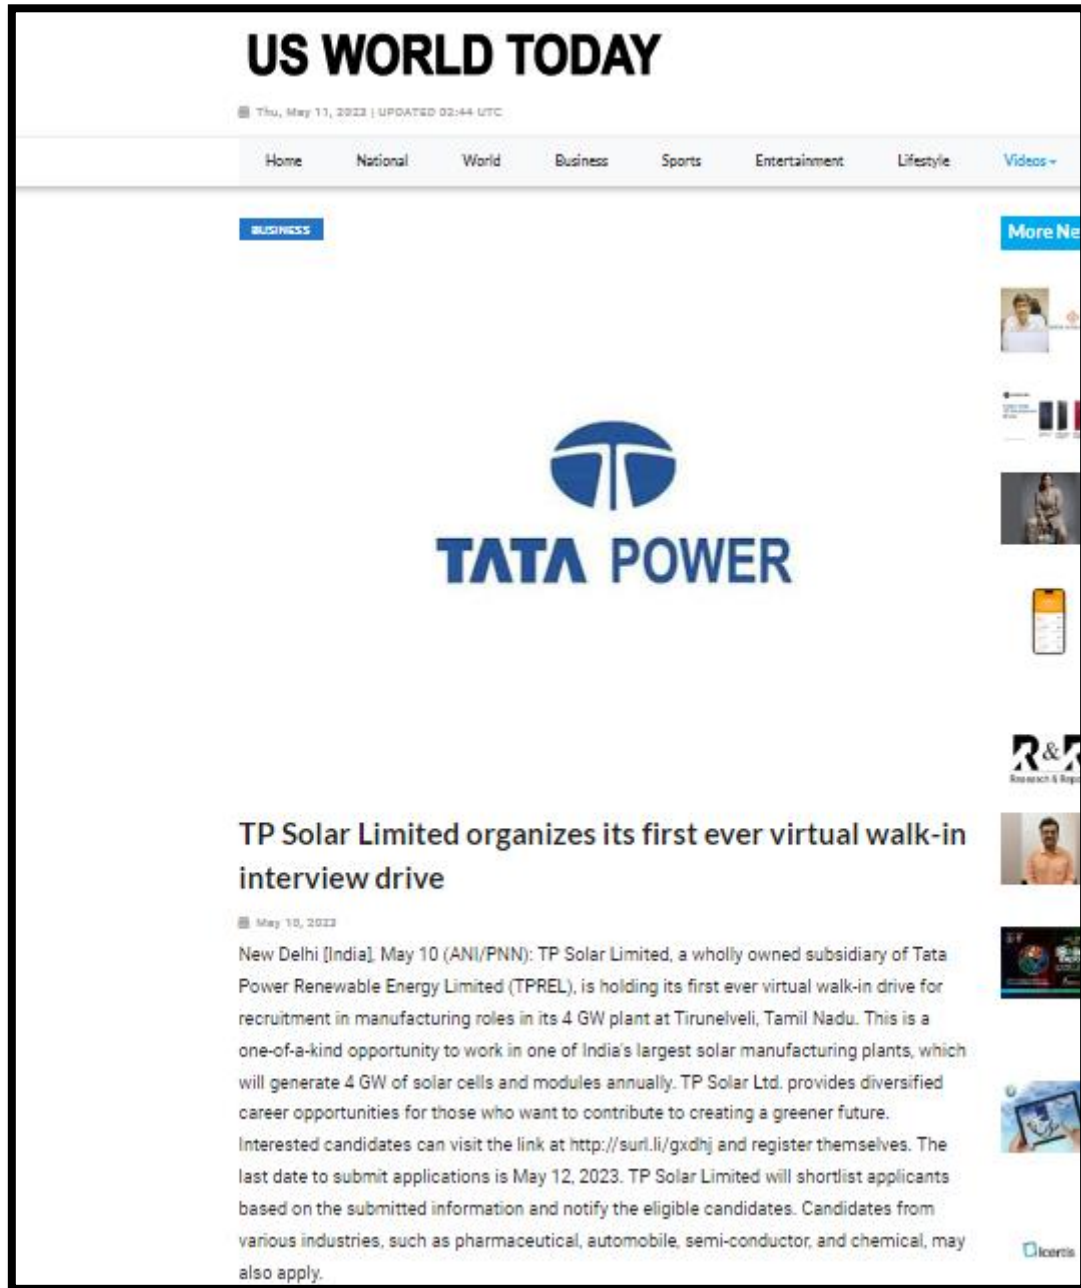 US WORLD TODAY
Thu, May 11, 2023 | UPDATED 02:44 UTC
Home National World Business Sports Entertainment Lifestyle Videos
BUSINESS
More Ne
TATA POWER
R&R
TP Solar Limited organizes its first ever virtual walk-in
interview drive
May 10, 2023
New Delhi [India], May 10 (ANI/PNN): TP Solar Limited, a wholly owned subsidiary of Tata
Power Renewable Energy Limited (TPREL), is holding its first ever virtual walk-in drive for
recruitment in manufacturing roles in its 4 GW plant at Tirunelveli, Tamil Nadu. This is a
one-of-a-kind opportunity to work in one of India's largest solar manufacturing plants, which
will generate 4 GW of solar cells and modules annually. TP Solar Ltd. provides diversified
career opportunities for those who want to contribute to creating a greener future.
Interested candidates can visit the link at http://surl.li/gxdhj and register themselves. The
last date to submit applications is May 12, 2023. TP Solar Limited will shortlist applicants
based on the submitted information and notify the eligible candidates. Candidates from
various industries, such as pharmaceutical, automobile, semi-conductor, and chemical, may
also apply.
Icertis